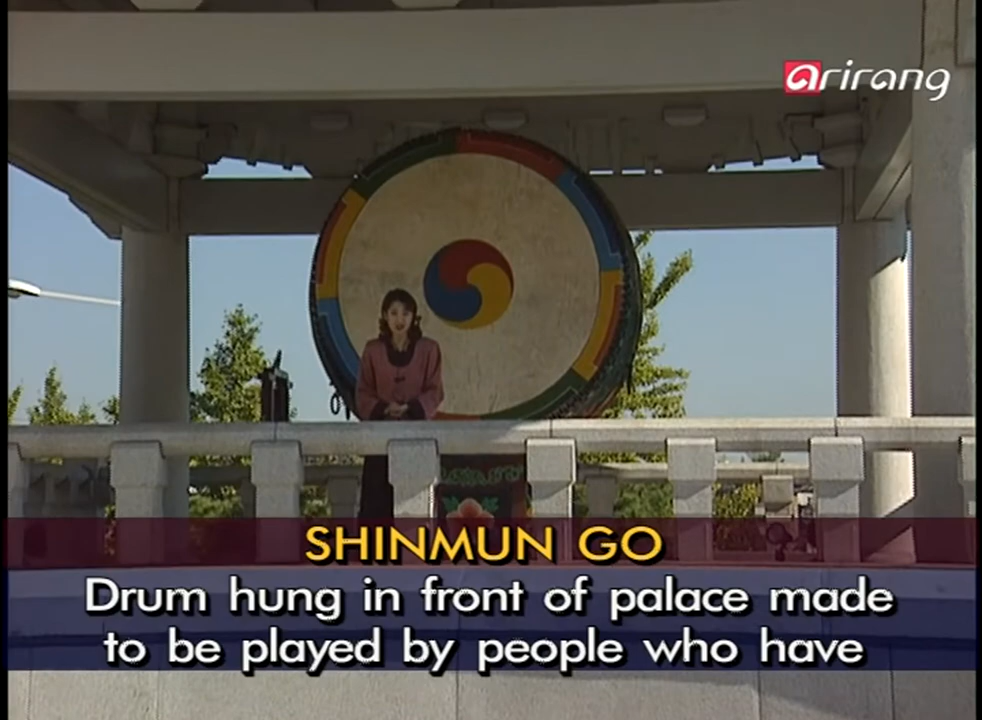 arirang
SHINMUN GO
Drum hung in front of palace made
to be played by people who have